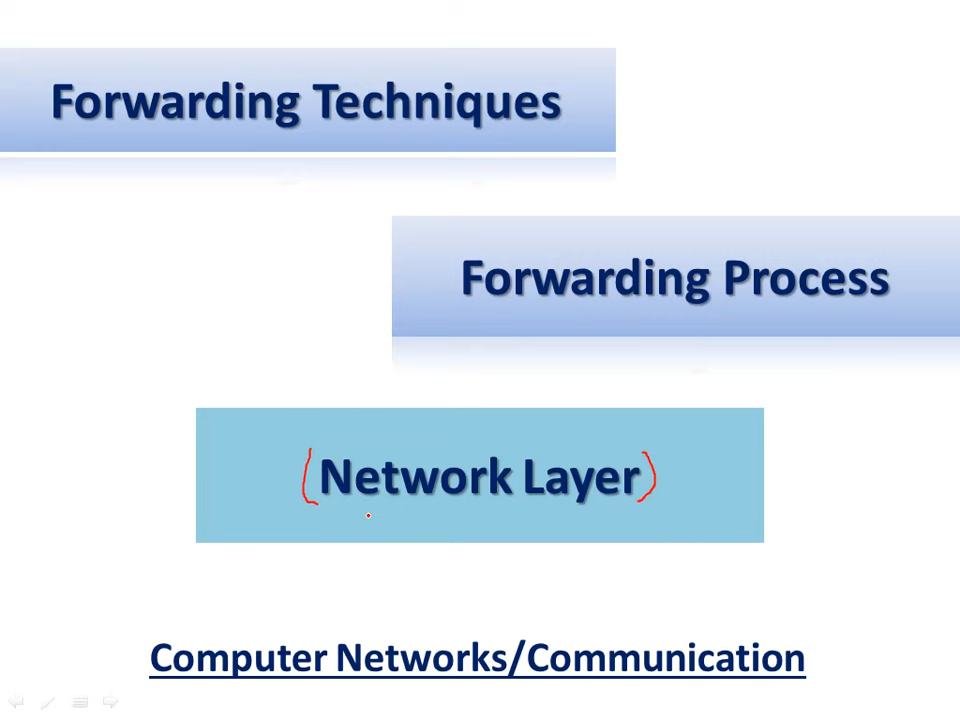 Forwarding Techniques
Forwarding Process
(Network Layer)
Computer Networks/Communication